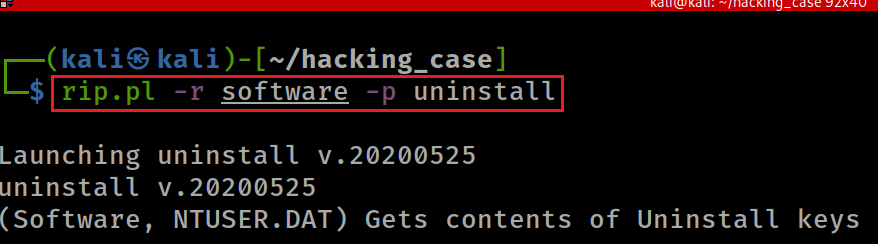 kali@kali: ~/hacking_case 92x40
(kali㉿kali)-[~/hacking_case]
$ rip.pl -r software -p uninstall
Launching uninstall v.20200525
uninstall v.20200525
(Software, NTUSER.DAT) Gets contents of Uninstall keys